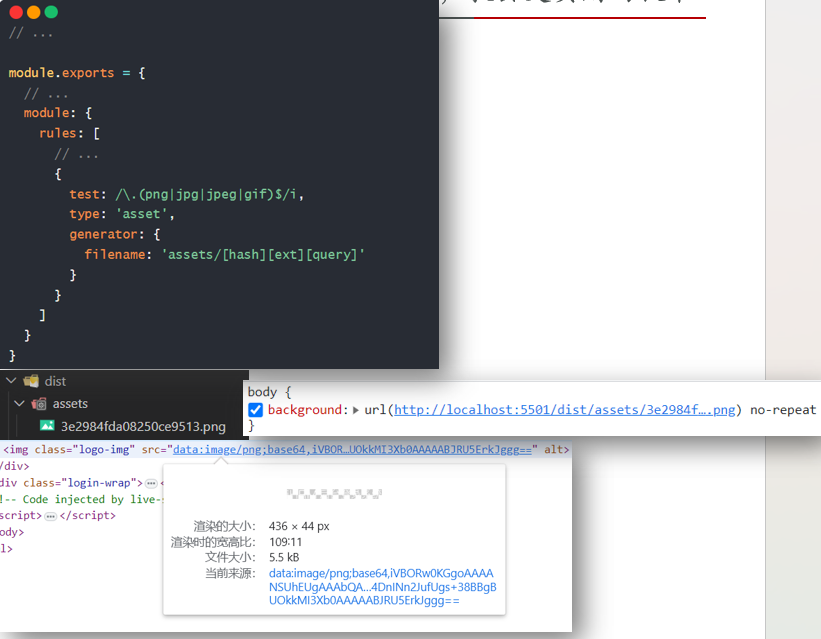 // ...
module.exports = {
// ...
module: {
rules: [
// ...
{
test: /\.(png|jpg|jpeg|gif)$/i,
type: 'asset',
generator: {
filename: 'assets/[hash][ext][query]'
}
}
]
}
}
dist
assets
3e2984fda08250ce9513.png
body {
background: url(http://localhost:5501/dist/assets/3e2984f….png) no-repeat
}
<img class="logo-img" src="data:image/png;base64,iVBOR…UOkkMI3Xb0AAAAABJRU5ErkJggg==" alt>
/div>
div class="login-wrap"> ⋯ <
!-- Code injected by live-
script> ⋯ </script>
ody>
l>
渲染的大小: 436 × 44 px
渲染时的宽高比: 109∶11
文件大小: 5.5 kB
当前来源: data:image/png;base64,iVBORw0KGgoAAAA
NSUhEUgAAAbQA…4DnINn2JufUgs+38BBgB
UOkkMI3Xb0AAAAABJRU5ErkJggg==